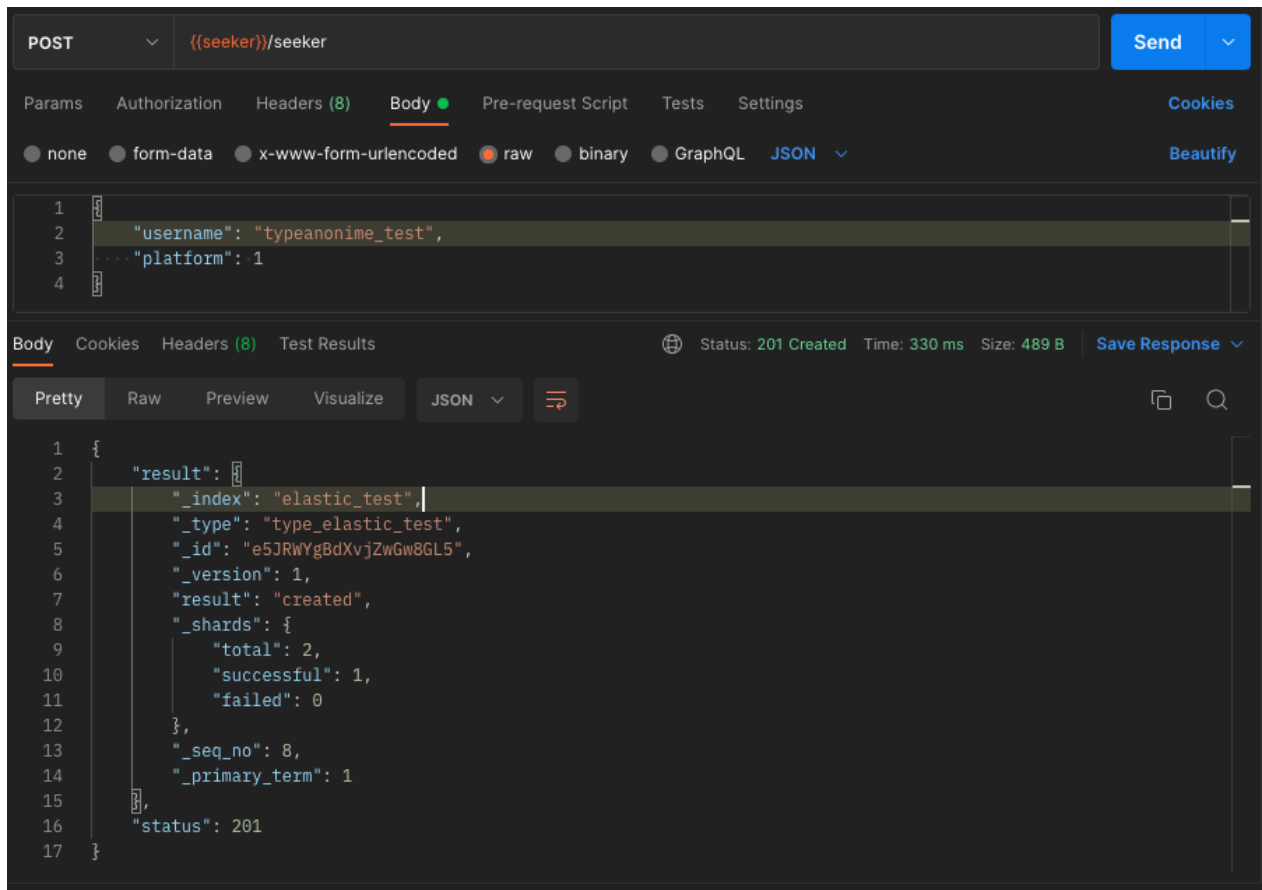 POST {{seeker}}/seeker Send
Params Authorization Headers (8) Body Pre-request Script Tests Settings Cookies
none form-data x-www-form-urlencoded raw binary GraphQL JSON Beautify
1 {
2 "username": "typeanonime_test",
3 "platform": 1
4 }
Body Cookies Headers (8) Test Results Status: 201 Created Time: 330 ms Size: 489 B Save Response
Pretty Raw Preview Visualize JSON
1 {
2 "result": {
3 "_index": "elastic_test",
4 "_type": "type_elastic_test",
5 "_id": "e5JRWYgBdXvjZwGw8GL5",
6 "_version": 1,
7 "result": "created",
8 "_shards": {
9 "total": 2,
10 "successful": 1,
11 "failed": 0
12 },
13 "_seq_no": 8,
14 "_primary_term": 1
15 },
16 "status": 201
17 }